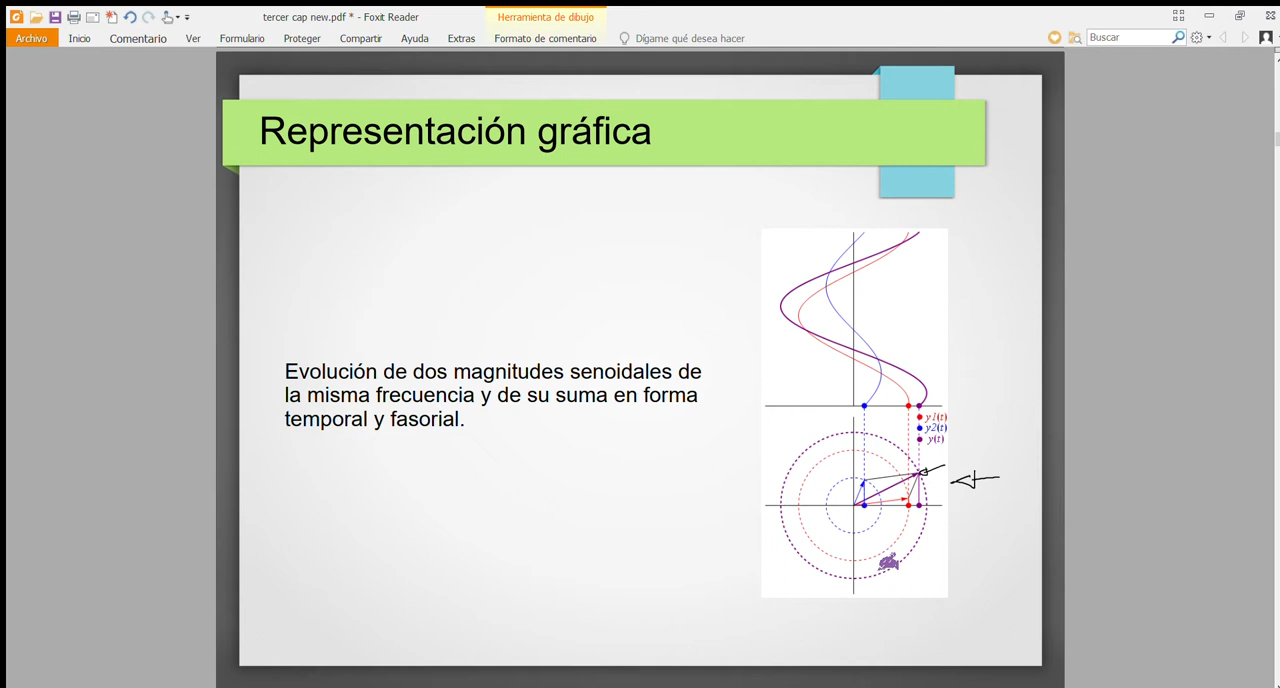 tercer cap new.pdf * - Foxit Reader
Herramienta de dibujo
Archivo Inicio Comentario Ver Formulario Proteger Compartir Ayuda Extras Formato de comentario Dígame qué desea hacer
Buscar
Representación gráfica
Evolución de dos magnitudes senoidales de
la misma frecuencia y de su suma en forma
temporal y fasorial.
y1(t)
y2(t)
y(t)